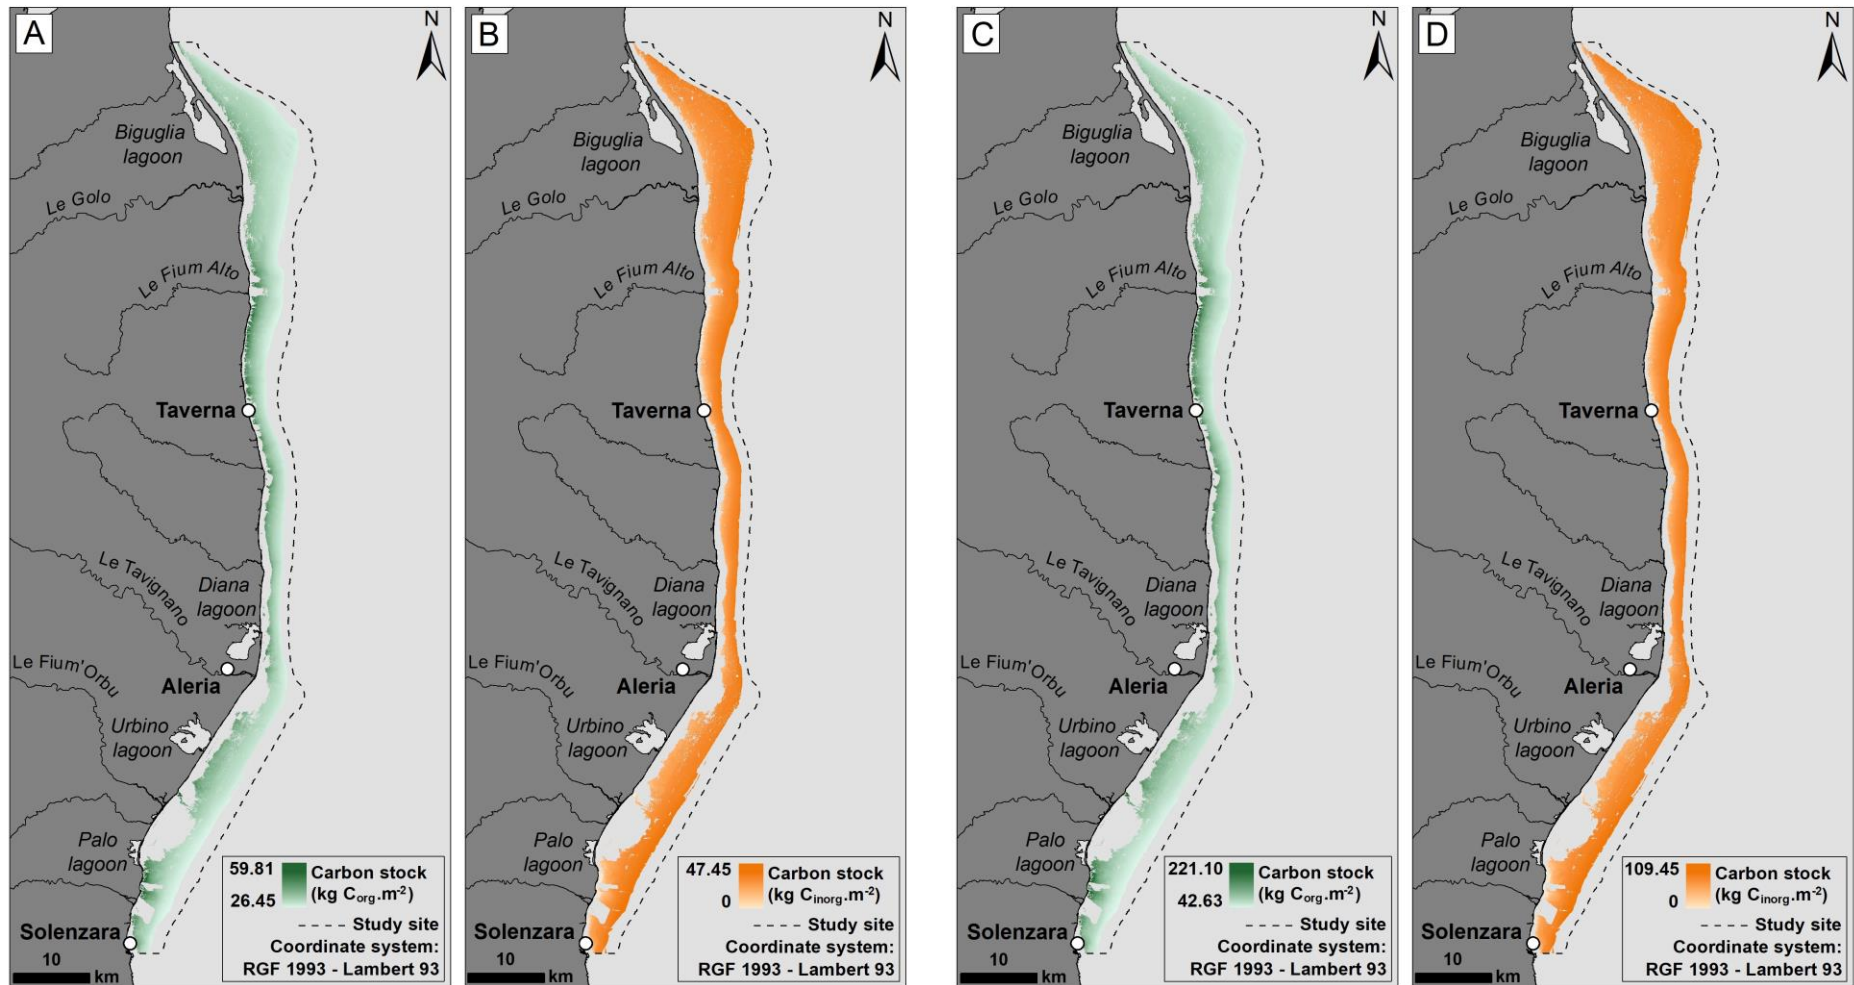 A
N
Biguglia
lagoon
Le Golo
Le Fium Alto
Taverna
Le Tavignano
Diana
lagoon
Le Fium'Orbu
Aleria
Urbino
lagoon
Palo
lagoon
Solenzara
10
km
59.81
26.45
Carbon stock
(kg Corg.m-2)
Study site
Coordinate system:
RGF 1993 - Lambert 93
B
N
Biguglia
lagoon
Le Golo
Le Fium Alto
Taverna
Le Tavignano
Diana
lagoon
Le Fium'Orbu
Aleria
Urbino
lagoon
Palo
lagoon
Solenzara
10
km
47.45
0
Carbon stock
(kg Cinorg.m-2)
Study site
Coordinate system:
RGF 1993 - Lambert 93
C
N
Biguglia
lagoon
Le Golo
Le Fium Alto
Taverna
Le Tavignano
Diana
lagoon
Le Fium'Orbu
Aleria
Urbino
lagoon
Palo
lagoon
Solenzara
10
km
221.10
42.63
Carbon stock
(kg Corg.m-2)
Study site
Coordinate system:
RGF 1993 - Lambert 93
D
N
Biguglia
lagoon
Le Golo
Le Fium Alto
Taverna
Le Tavignano
Diana
lagoon
Le Fium'Orbu
Aleria
Urbino
lagoon
Palo
lagoon
Solenzara
10
km
109.45
0
Carbon stock
(kg Cinorg.m-2)
Study site
Coordinate system:
RGF 1993 - Lambert 93